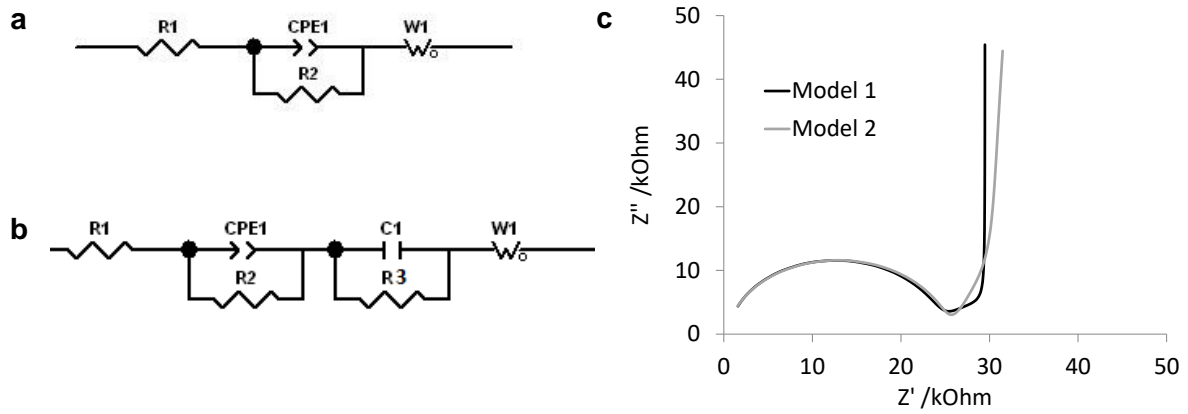 a
R1 CPE1 W1
R2
o
b
R1 CPE1 C1 W1
R2 R3
o
c
50
40
30
20
10
0
Z'' /kOhm
Model 1
Model 2
0 10 20 30 40 50
Z' /kOhm